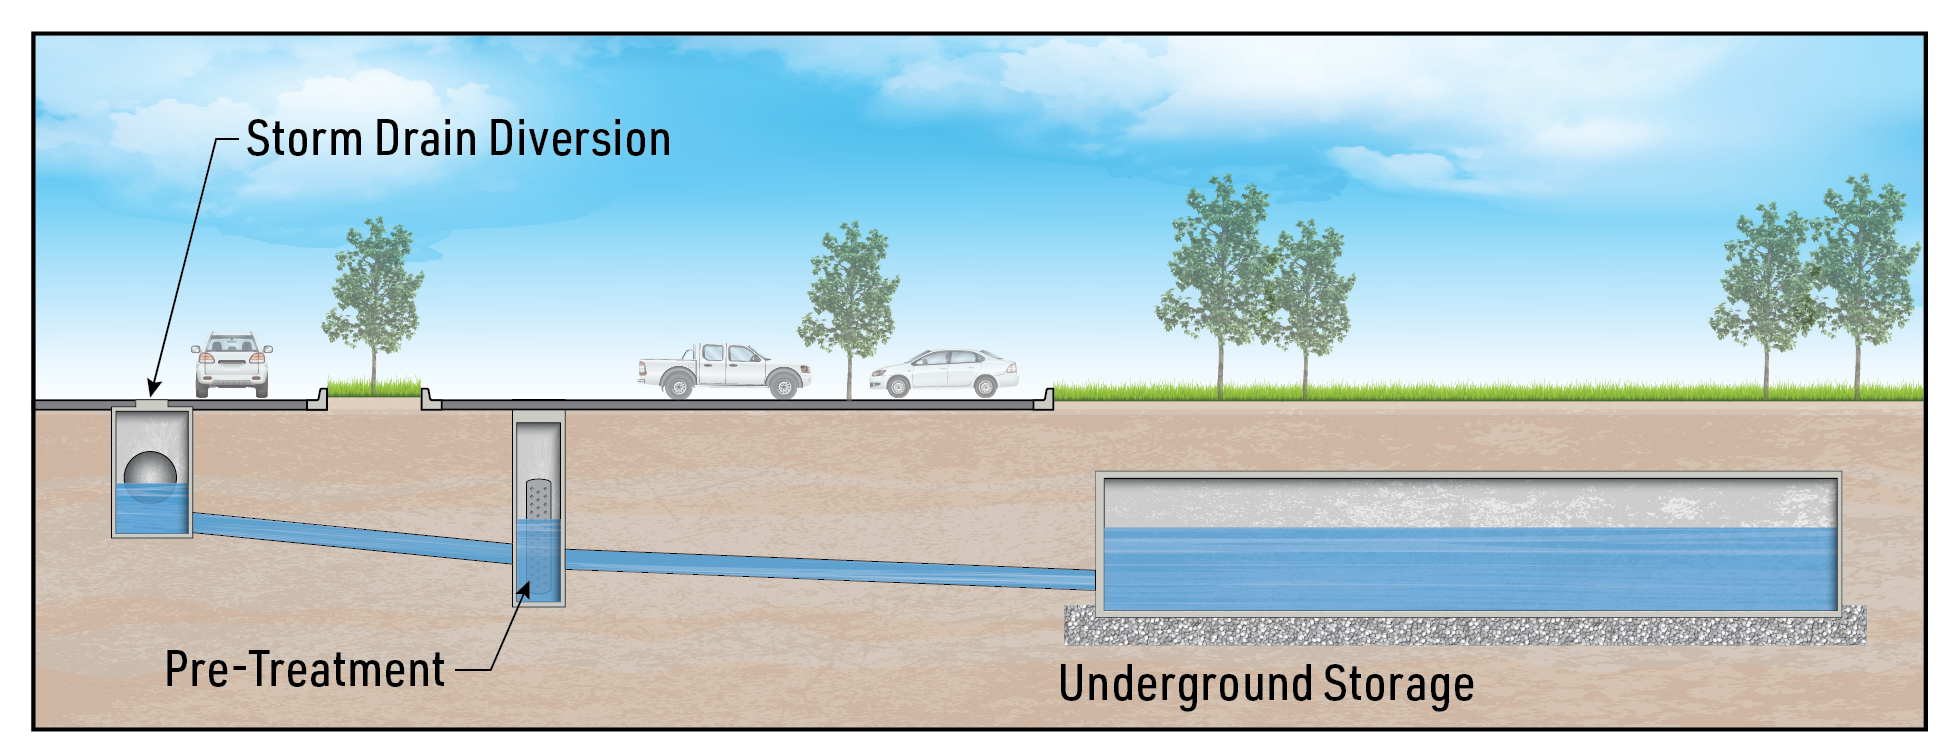 Storm Drain Diversion
Pre-Treatment
Underground Storage